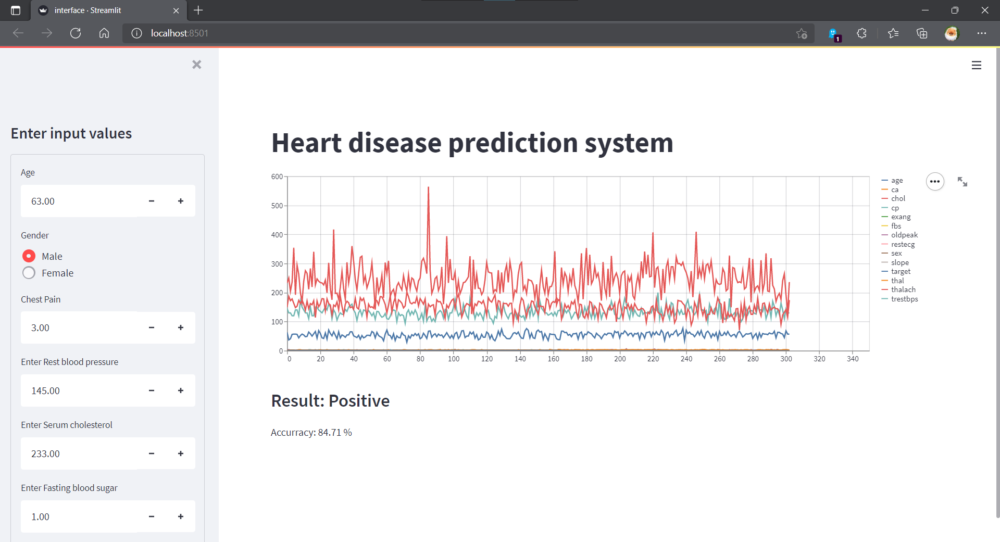 interface · Streamlit
localhost:8501
1
Enter input values
Age
63.00
Gender
Male
Female
Chest Pain
3.00
Enter Rest blood pressure
145.00
Enter Serum cholesterol
233.00
Enter Fasting blood sugar
1.00
Heart disease prediction system
600
500
400
300
200
100
0
0 20 40 60 80 100 120 140 160 180 200 220 240 260 280 300 320 340
age
ca
chol
cp
exang
fbs
oldpeak
restecg
sex
slope
target
thal
thalach
trestbps
Result: Positive
Accurracy: 84.71 %